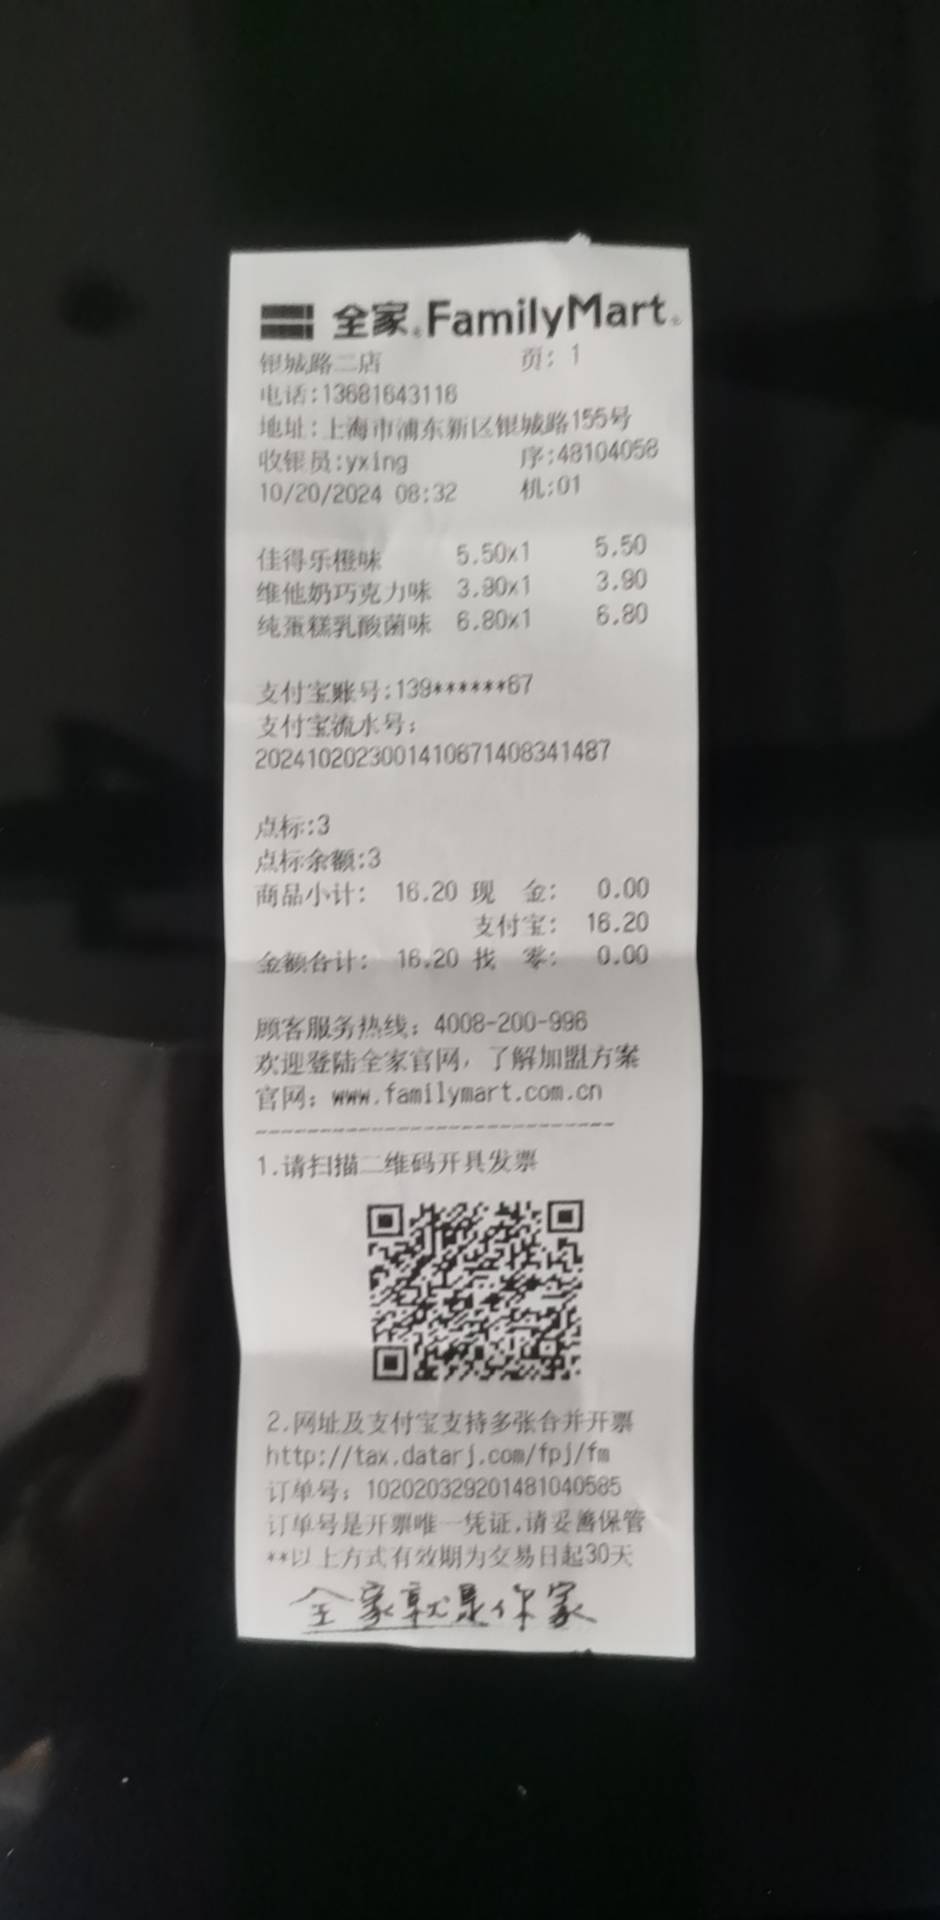 全家 FamilyMart
银城路二店 页: 1
电话:13681643116
地址:上海市浦东新区银城路155号
收银员:yxing 序:48104058
10/20/2024 08:32 机:01
佳得乐橙味 5.50x1 5.50
维他奶巧克力味 3.90x1 3.90
纯蛋糕乳酸菌味 6.80x1 6.80
支付宝账号:139******67
支付宝流水号:
2024102023001410671408341487
点标:3
点标余额:3
商品小计: 16.20 现 金: 0.00
支付宝: 16.20
金额合计: 16.20 找 零: 0.00
顾客服务热线: 4008-200-996
欢迎登陆全家官网, 了解加盟方案
官网: www.familymart.com.cn
1.请扫描二维码开具发票
2.网址及支付宝支持多张合并开票
http://tax.datarj.com/fpj/fm
订单号: 102020329201481040585
订单号是开票唯一凭证,请妥善保管
**以上方式有效期为交易日起30天
全家就是你家